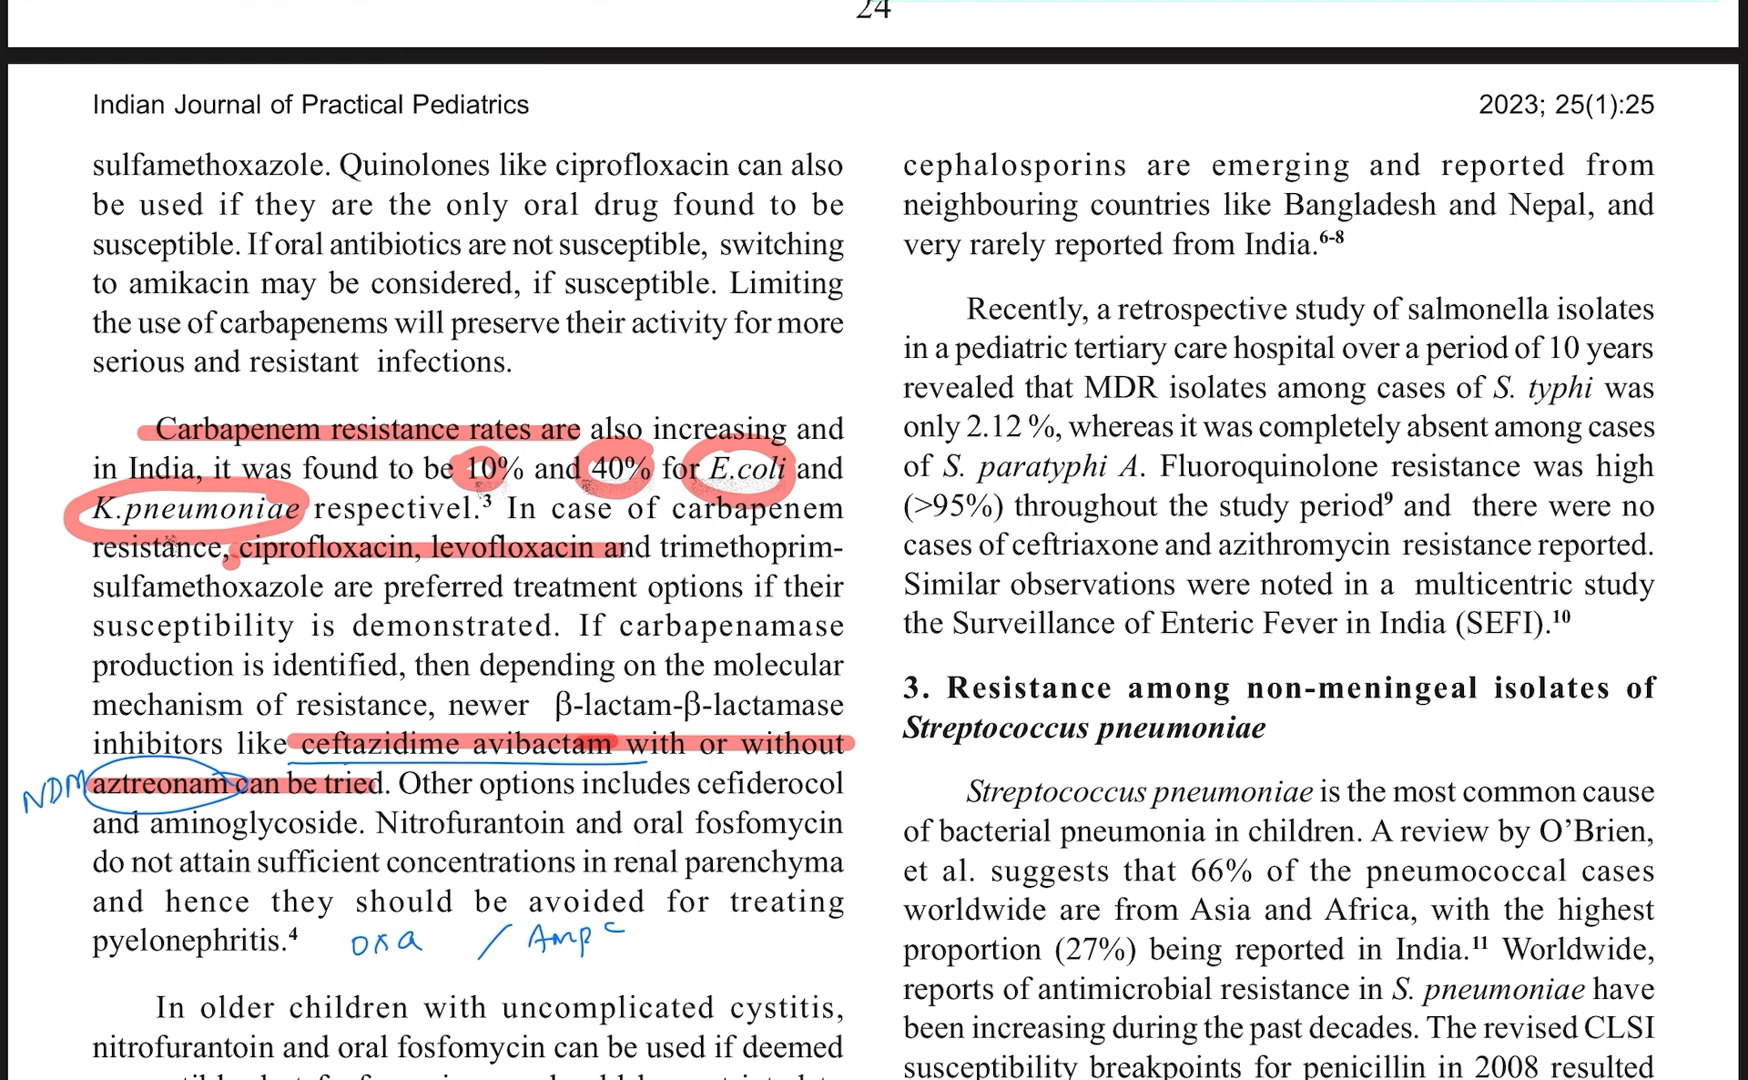 24
Indian Journal of Practical Pediatrics
2023; 25(1):25
sulfamethoxazole. Quinolones like ciprofloxacin can also
be used if they are the only oral drug found to be
susceptible. If oral antibiotics are not susceptible, switching
to amikacin may be considered, if susceptible. Limiting
the use of carbapenems will preserve their activity for more
serious and resistant infections.
Carbapenem resistance rates are also increasing and
in India, it was found to be 10% and 40% for E.coli and
K.pneumoniae respectivel.³ In case of carbapenem
resistance, ciprofloxacin, levofloxacin and trimethoprim-
sulfamethoxazole are preferred treatment options if their
susceptibility is demonstrated. If carbapenamase
production is identified, then depending on the molecular
mechanism of resistance, newer β-lactam-β-lactamase
inhibitors like ceftazidime avibactam with or without
NDM aztreonam can be tried. Other options includes cefiderocol
and aminoglycoside. Nitrofurantoin and oral fosfomycin
do not attain sufficient concentrations in renal parenchyma
and hence they should be avoided for treating
pyelonephritis.⁴ oxa / Ampc
In older children with uncomplicated cystitis,
nitrofurantoin and oral fosfomycin can be used if deemed
cephalosporins are emerging and reported from
neighbouring countries like Bangladesh and Nepal, and
very rarely reported from India.⁶⁻⁸
Recently, a retrospective study of salmonella isolates
in a pediatric tertiary care hospital over a period of 10 years
revealed that MDR isolates among cases of S. typhi was
only 2.12 %, whereas it was completely absent among cases
of S. paratyphi A. Fluoroquinolone resistance was high
(>95%) throughout the study period⁹ and there were no
cases of ceftriaxone and azithromycin resistance reported.
Similar observations were noted in a multicentric study
the Surveillance of Enteric Fever in India (SEFI).¹⁰
3. Resistance among non-meningeal isolates of
Streptococcus pneumoniae
Streptococcus pneumoniae is the most common cause
of bacterial pneumonia in children. A review by O’Brien,
et al. suggests that 66% of the pneumococcal cases
worldwide are from Asia and Africa, with the highest
proportion (27%) being reported in India.¹¹ Worldwide,
reports of antimicrobial resistance in S. pneumoniae have
been increasing during the past decades. The revised CLSI
susceptibility breakpoints for penicillin in 2008 resulted